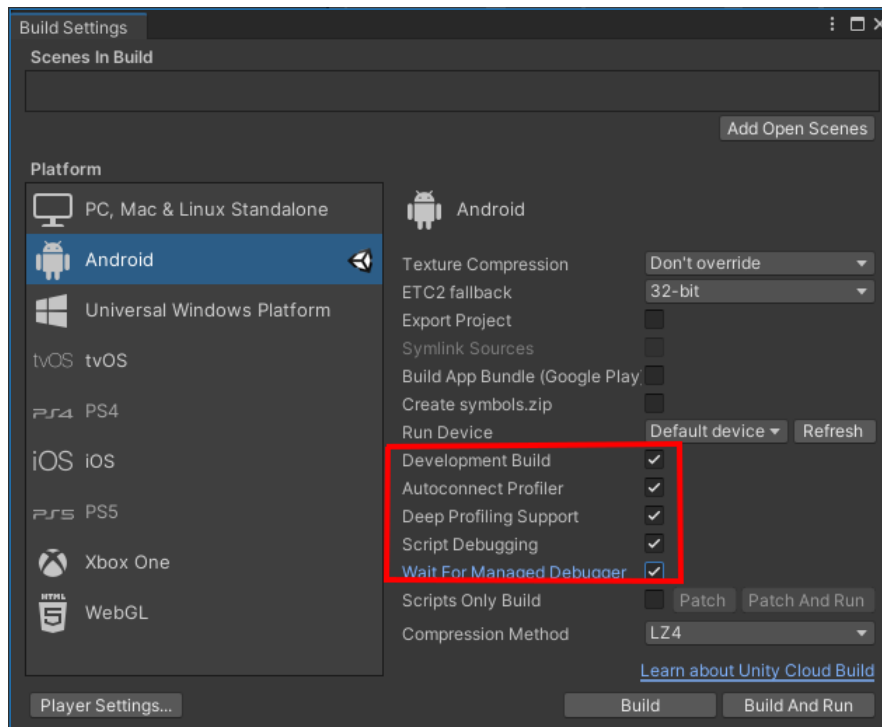 Build Settings
Scenes In Build
Add Open Scenes
Platform
PC, Mac & Linux Standalone
Android
Universal Windows Platform
tvOS tvOS
PS4 PS4
iOS iOS
PS5 PS5
Xbox One
HTML 5 WebGL
Android
Texture Compression Don't override
ETC2 fallback 32-bit
Export Project
Symlink Sources
Build App Bundle (Google Play)
Create symbols.zip
Run Device Default device Refresh
Development Build
Autoconnect Profiler
Deep Profiling Support
Script Debugging
Wait For Managed Debugger
Scripts Only Build Patch Patch And Run
Compression Method LZ4
Learn about Unity Cloud Build
Player Settings... Build Build And Run